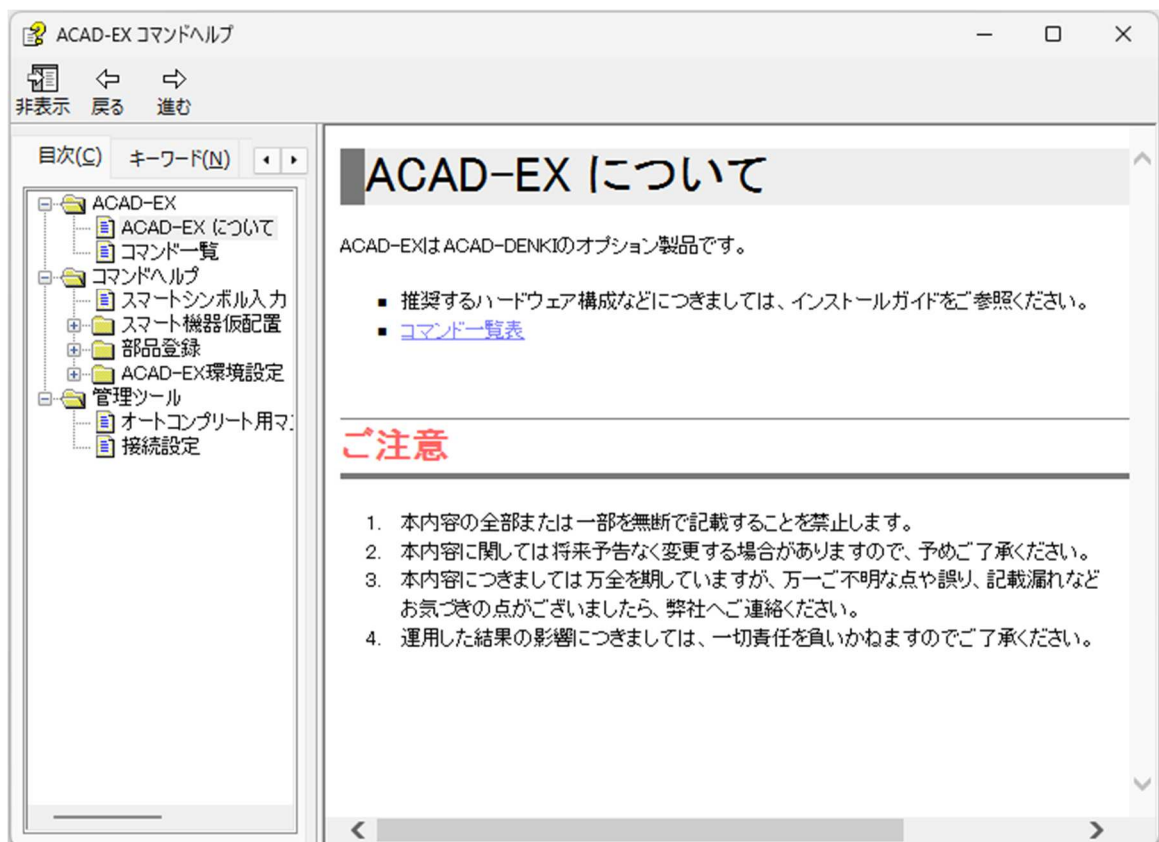 ACAD-EX コマンドヘルプ
非表示 戻る 進む
目次(C) キーワード(N)
ACAD-EX
ACAD-EX について
コマンド一覧
コマンドヘルプ
スマートシンボル入力
スマート機器仮配置
部品登録
ACAD-EX環境設定
管理ツール
オートコンプリート用マ
接続設定
ACAD-EX について
ACAD-EXはACAD-DENKIのオプション製品です。
■ 推奨するハードウェア構成などにつきましては、インストールガイドをご参照ください。
■ コマンド一覧表
ご注意
1. 本内容の全部または一部を無断で記載することを禁止します。
2. 本内容に関しては将来予告なく変更する場合がありますので、予めご了承ください。
3. 本内容につきましては万全を期していますが、万一ご不明な点や誤り、記載漏れなど
お気づきの点がございましたら、弊社へご連絡ください。
4. 運用した結果の影響につきましては、一切責任を負いかねますのでご了承ください。